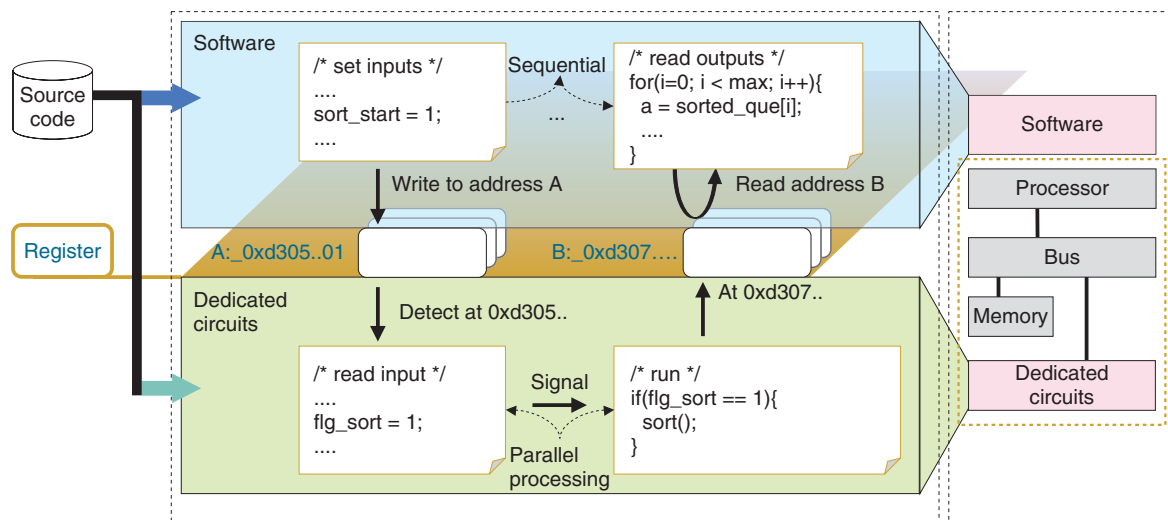 Software
Source
code
/* set inputs */
....
sort_start = 1;
....
Sequential
...
/* read outputs */
for(i=0; i < max; i++){
a = sorted_que[i];
....
}
Write to address A
Read address B
Register
A:_0xd305..01
B:_0xd307....
Dedicated
circuits
Detect at 0xd305..
At 0xd307..
/* read input */
....
flg_sort = 1;
....
Signal
Parallel
processing
/* run */
if(flg_sort == 1){
sort();
}
Software
Processor
Bus
Memory
Dedicated
circuits